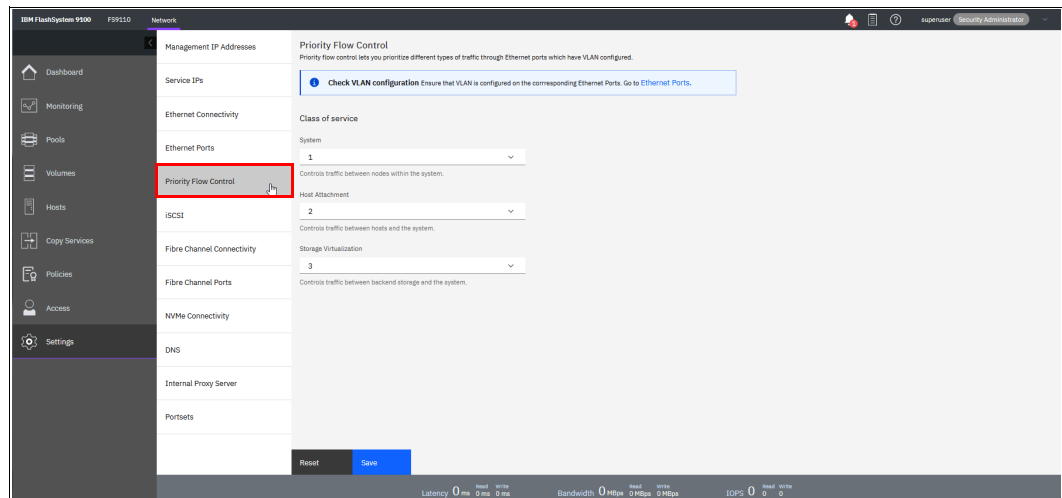 IBM FlashSystem 9100 FS9110 Network
superuser Security Administrator
Dashboard
Monitoring
Pools
Volumes
Hosts
Copy Services
Policies
Access
Settings
Management IP Addresses
Service IPs
Ethernet Connectivity
Ethernet Ports
Priority Flow Control
iSCSI
Fibre Channel Connectivity
Fibre Channel Ports
NVMe Connectivity
DNS
Internal Proxy Server
Portsets
Priority Flow Control
Priority flow control lets you prioritize different types of traffic through Ethernet ports which have VLAN configured.
Check VLAN configuration Ensure that VLAN is configured on the corrresponding Ethernet Ports. Go to Ethernet Ports.
Class of service
System
1
Controls traffic between nodes within the system.
Host Attachment
2
Controls traffic between hosts and the system.
Storage Virtualization
3
Controls traffic between backend storage and the system.
Reset Save
Latency 0 ms Read 0 ms Write 0 ms Bandwidth 0 MBps Read 0 MBps Write 0 MBps IOPS 0 Read 0 Write 0